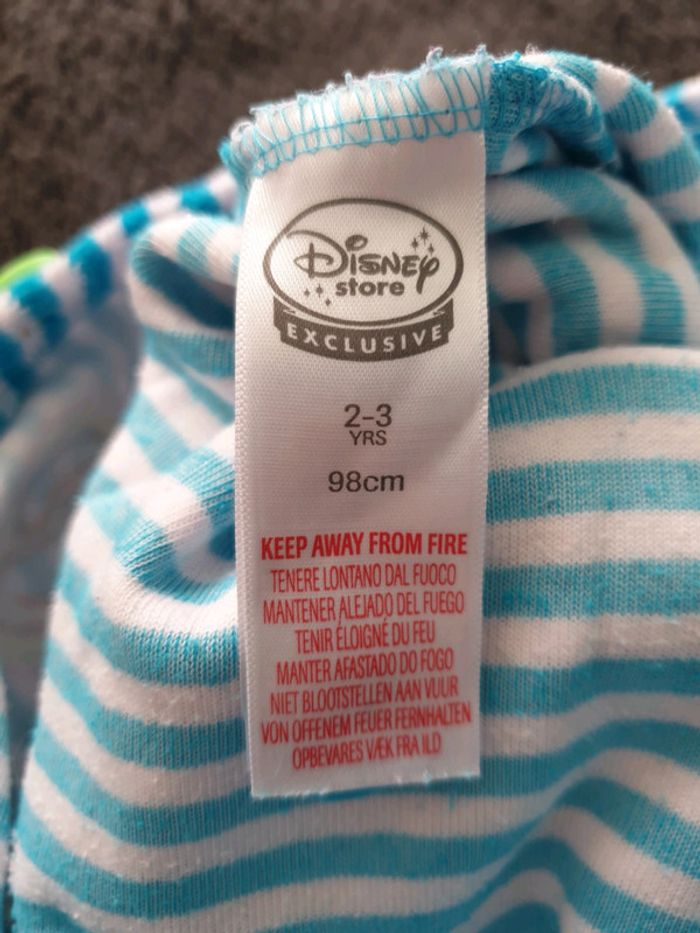 Disney
store
EXCLUSIVE
2-3
YRS
98cm
KEEP AWAY FROM FIRE
TENERE LONTANO DAL FUOCO
MANTENER ALEJADO DEL FUEGO
TENIR ÉLOIGNÉ DU FEU
MANTER AFASTADO DO FOGO
NIET BLOOTSTELLEN AAN VUUR
VON OFFENEM FEUER FERNHALTEN
OPBEVARES VÆK FRA ILD